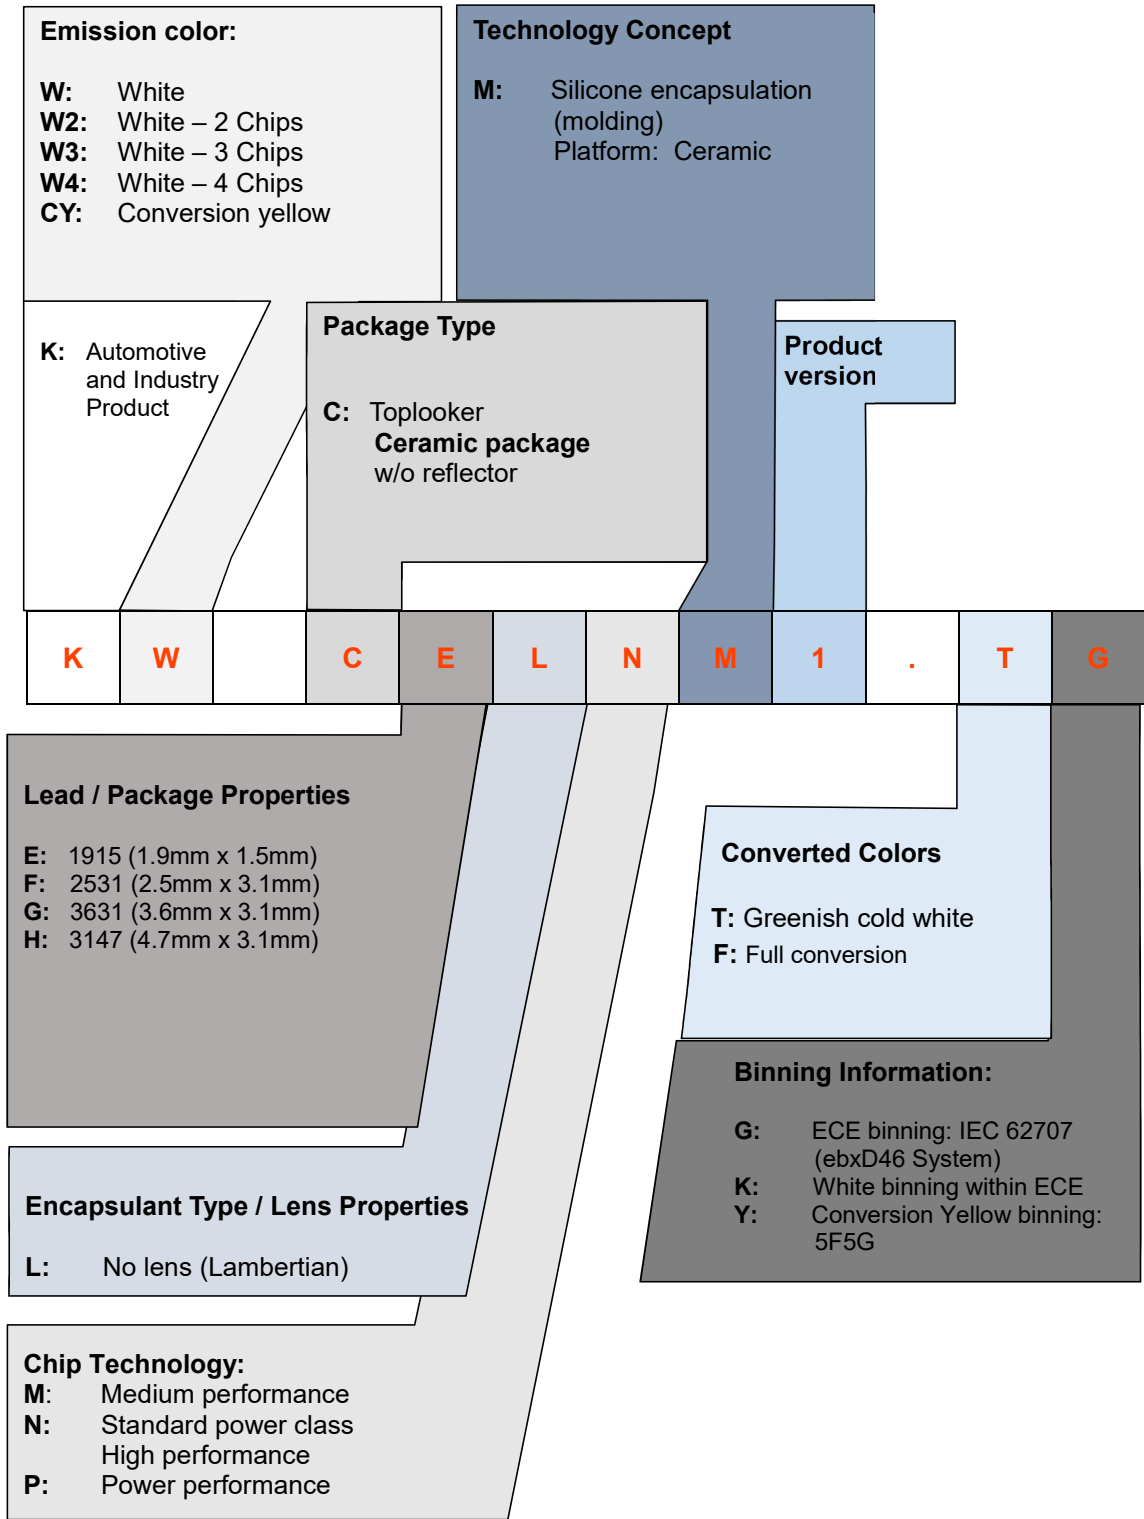 Emission color:
W: White
W2: White – 2 Chips
W3: White – 3 Chips
W4: White – 4 Chips
CY: Conversion yellow
Technology Concept
M: Silicone encapsulation
(molding)
Platform: Ceramic
K: Automotive
and Industry
Product
Package Type
C: Toplooker
Ceramic package
w/o reflector
Product
version
K W C E L N M 1 . T G
Lead / Package Properties
E: 1915 (1.9mm x 1.5mm)
F: 2531 (2.5mm x 3.1mm)
G: 3631 (3.6mm x 3.1mm)
H: 3147 (4.7mm x 3.1mm)
Converted Colors
T: Greenish cold white
F: Full conversion
Binning Information:
G: ECE binning: IEC 62707
(ebxD46 System)
K: White binning within ECE
Y: Conversion Yellow binning:
5F5G
Encapsulant Type / Lens Properties
L: No lens (Lambertian)
Chip Technology:
M: Medium performance
N: Standard power class
High performance
P: Power performance